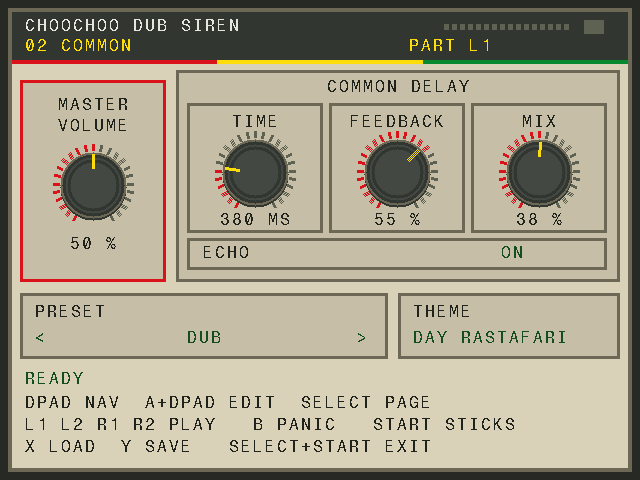 CHOOCHOO DUB SIREN
02 COMMON
PART L1
MASTER
VOLUME
50 %
COMMON DELAY
TIME
380 MS
FEEDBACK
55 %
MIX
38 %
ECHO
ON
PRESET
< DUB >
THEME
DAY RASTAFARI
READY
DPAD NAV A+DPAD EDIT SELECT PAGE
L1 L2 R1 R2 PLAY B PANIC START STICKS
X LOAD Y SAVE SELECT+START EXIT